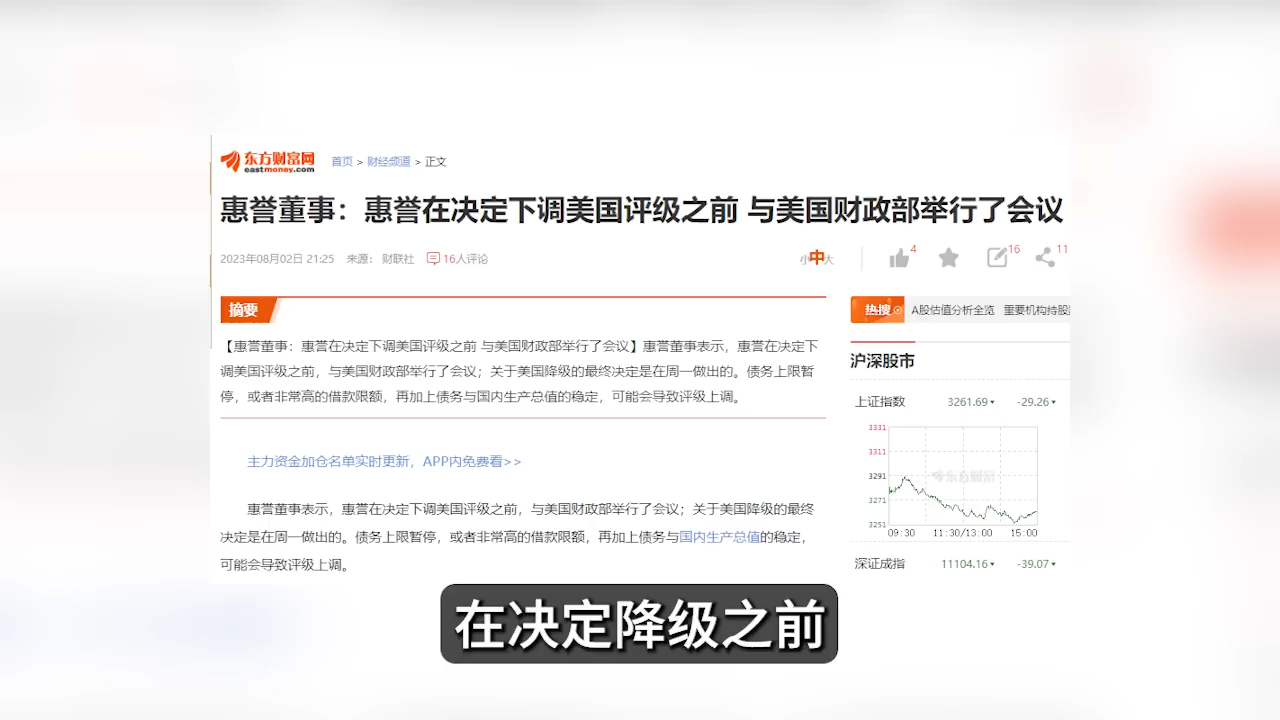 东方财富网
eastmoney.com
首页 > 财经频道 > 正文
惠誉董事：惠誉在决定下调美国评级之前 与美国财政部举行了会议
2023年08月02日 21:25 来源： 财联社 16人评论
小中大
4
16
11
摘要
【惠誉董事：惠誉在决定下调美国评级之前 与美国财政部举行了会议】惠誉董事表示，惠誉在决定下
调美国评级之前，与美国财政部举行了会议；关于美国降级的最终决定是在周一做出的。债务上限暂
停，或者非常高的借款限额，再加上债务与国内生产总值的稳定，可能会导致评级上调。
主力资金加仓名单实时更新，APP内免费看>>
惠誉董事表示，惠誉在决定下调美国评级之前，与美国财政部举行了会议；关于美国降级的最终
决定是在周一做出的。债务上限暂停，或者非常高的借款限额，再加上债务与国内生产总值的稳定，
可能会导致评级上调。
热搜 A股估值分析全览 重要机构持股
沪深股市
上证指数 3261.69 -29.26
3331
3311
3291
3271
3251
东方财富
09:30 11:30/13:00 15:00
深证成指 11104.16 -39.07
在决定降级之前